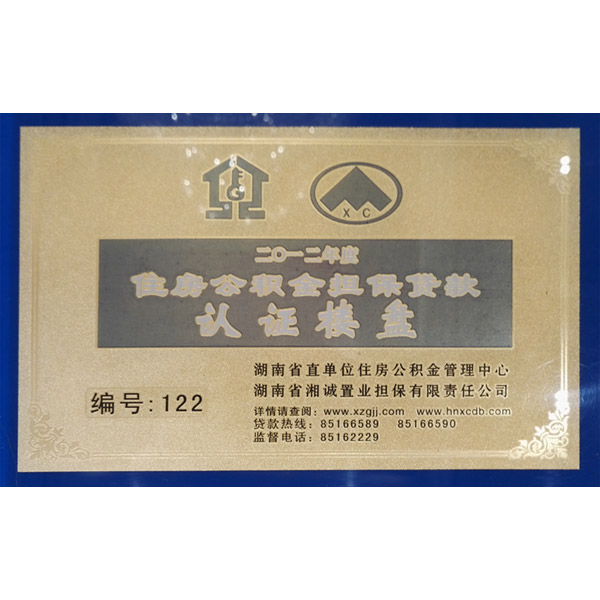 XC
二〇一二年度
住房公积金担保贷款
认证楼盘
湖南省直单位住房公积金管理中心
湖南省湘诚置业担保有限责任公司
编号:122
详情请查阅：www.xzgjj.com www.hnxcdb.com
贷款热线：85166589 85166590
监督电话：85162229